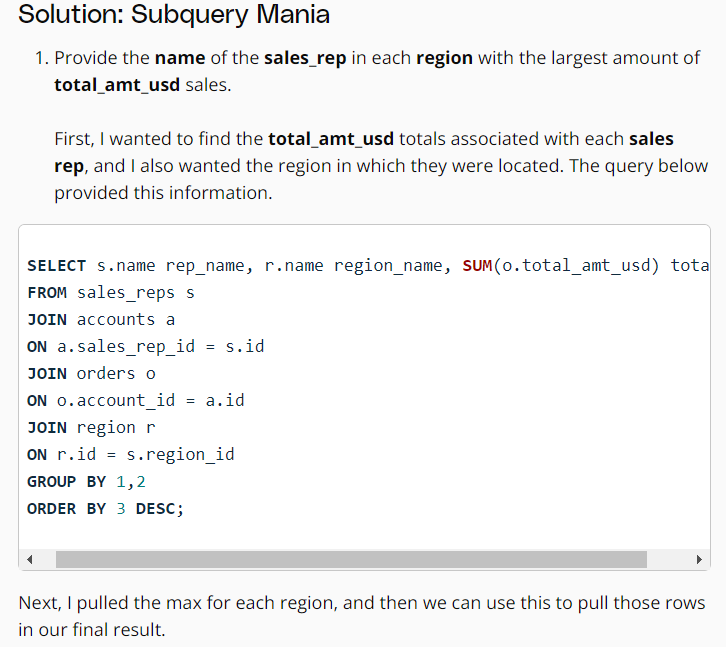 Solution: Subquery Mania
1. Provide the name of the sales_rep in each region with the largest amount of
total_amt_usd sales.
First, I wanted to find the total_amt_usd totals associated with each sales
rep, and I also wanted the region in which they were located. The query below
provided this information.
SELECT s.name rep_name, r.name region_name, SUM(o.total_amt_usd) tota
FROM sales_reps s
JOIN accounts a
ON a.sales_rep_id = s.id
JOIN orders o
ON o.account_id = a.id
JOIN region r
ON r.id = s.region_id
GROUP BY 1,2
ORDER BY 3 DESC;
Next, I pulled the max for each region, and then we can use this to pull those rows
in our final result.